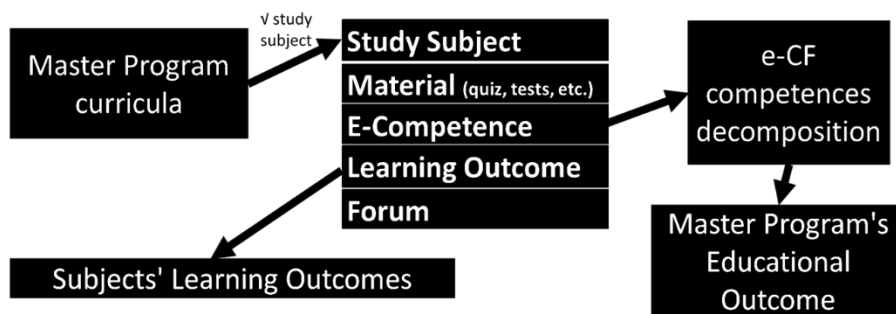 √ study
subject
Master Program
curricula
Study Subject
Material (quiz, tests, etc.)
E-Competence
Learning Outcome
Forum
e-CF
competences
decomposition
Subjects' Learning Outcomes
Master Program's
Educational
Outcome